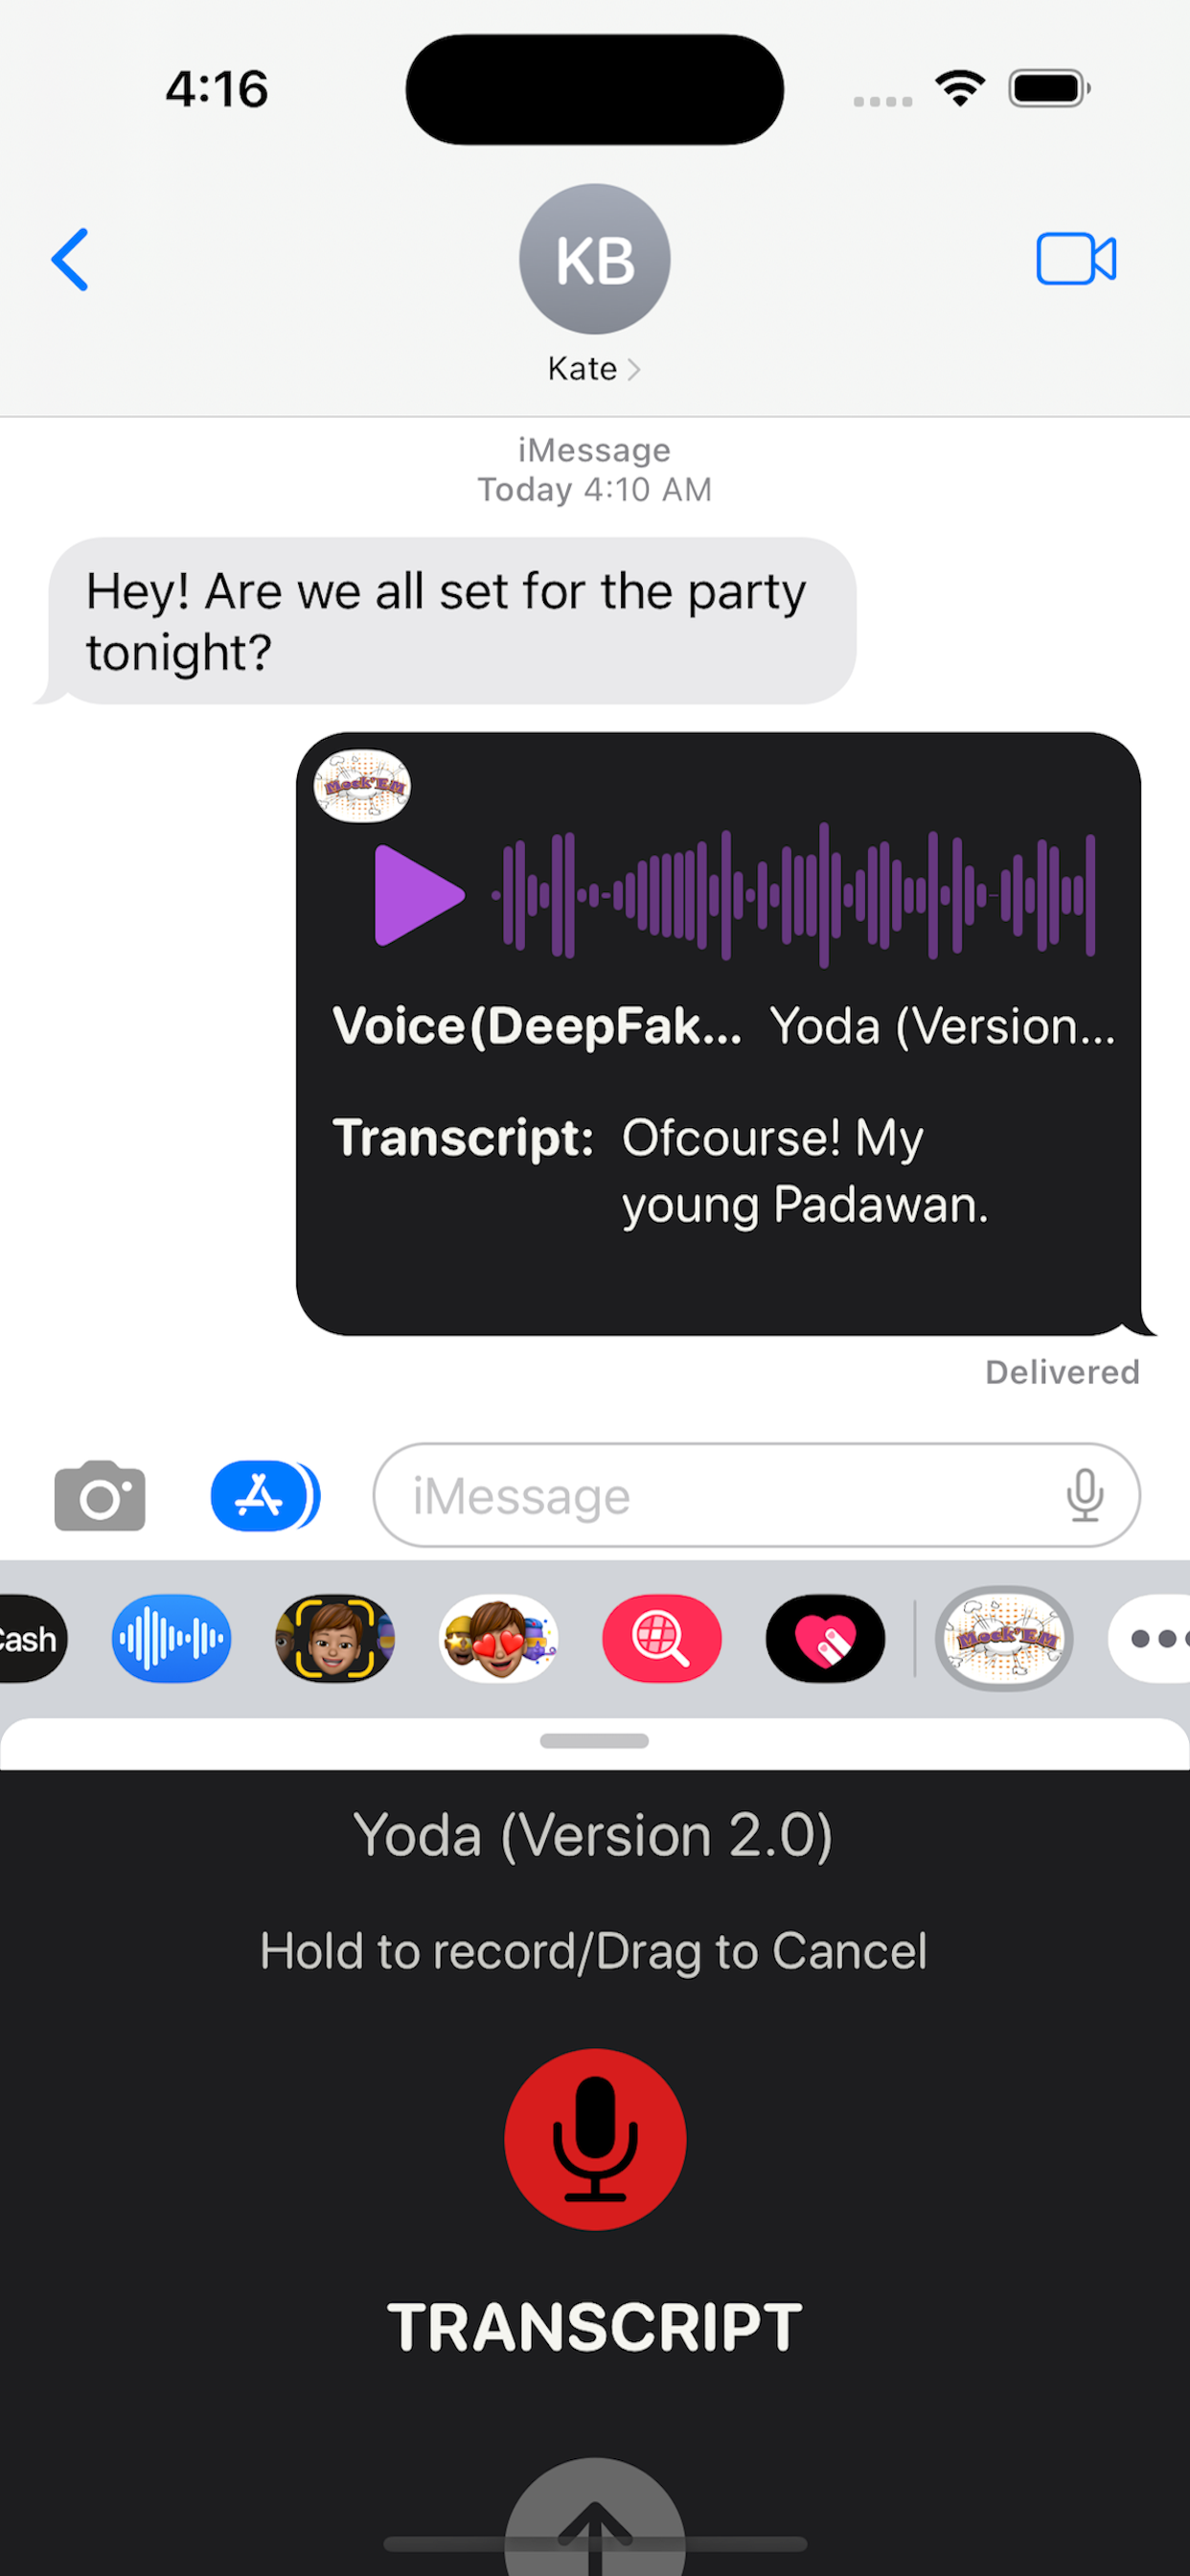 4:16
KB
Kate
iMessage
Today 4:10 AM
Hey! Are we all set for the party
tonight?
Mock'EM
Voice(DeepFak... Yoda (Version...
Transcript: Ofcourse! My
young Padawan.
Delivered
iMessage
Cash
Mock'EM
Yoda (Version 2.0)
Hold to record/Drag to Cancel
TRANSCRIPT